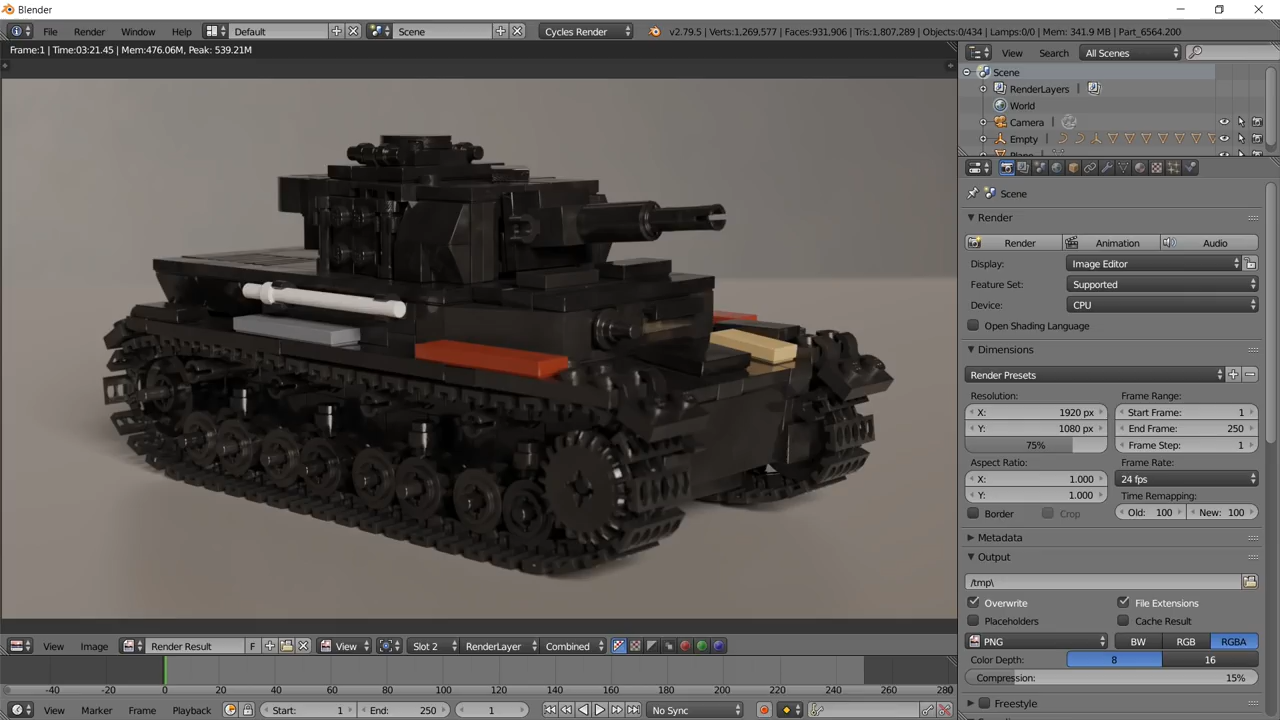 Blender
File Render Window Help Default Scene Cycles Render v2.79.5 | Verts:1,269,577 | Faces:931,906 | Tris:1,807,289 | Objects:0/434 | Lamps:0/0 | Mem: 341.9 MB | Part_6564.200
Frame:1 | Time:03:21.45 | Mem:476.06M, Peak: 539.21M
View Search All Scenes
Scene
RenderLayers |
World
Camera |
Empty |
Scene
Render
Render Animation Audio
Display: Image Editor
Feature Set: Supported
Device: CPU
Open Shading Language
Dimensions
Render Presets
Resolution: Frame Range:
X: 1920 px Start Frame: 1
Y: 1080 px End Frame: 250
75% Frame Step: 1
Aspect Ratio: Frame Rate:
X: 1.000 24 fps
Y: 1.000 Time Remapping:
Border Crop Old: 100 New: 100
Metadata
Output
/tmp\
Overwrite File Extensions
Placeholders Cache Result
PNG BW RGB RGBA
Color Depth: 8 16
Compression: 15%
Freestyle
View Image Render Result F View Slot 2 RenderLayer Combined
-40 -20 0 20 40 60 80 100 120 140 160 180 200 220 240 260 280
View Marker Frame Playback Start: 1 End: 250 1 No Sync